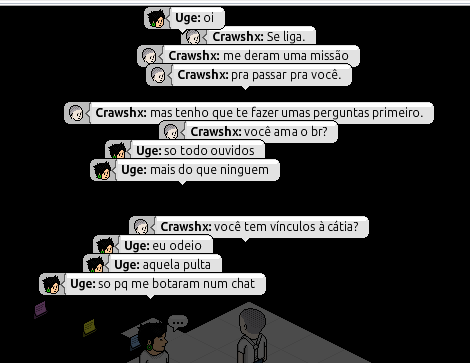 Uge: oi
Crawshx: Se liga.
Crawshx: me deram uma missão
Crawshx: pra passar pra você.
Crawshx: mas tenho que te fazer umas perguntas primeiro.
Crawshx: você ama o br?
Uge: so todo ouvidos
Uge: mais do que ninguem
Crawshx: você tem vínculos à cátia?
Uge: eu odeio
Uge: aquela pulta
Uge: so pq me botaram num chat